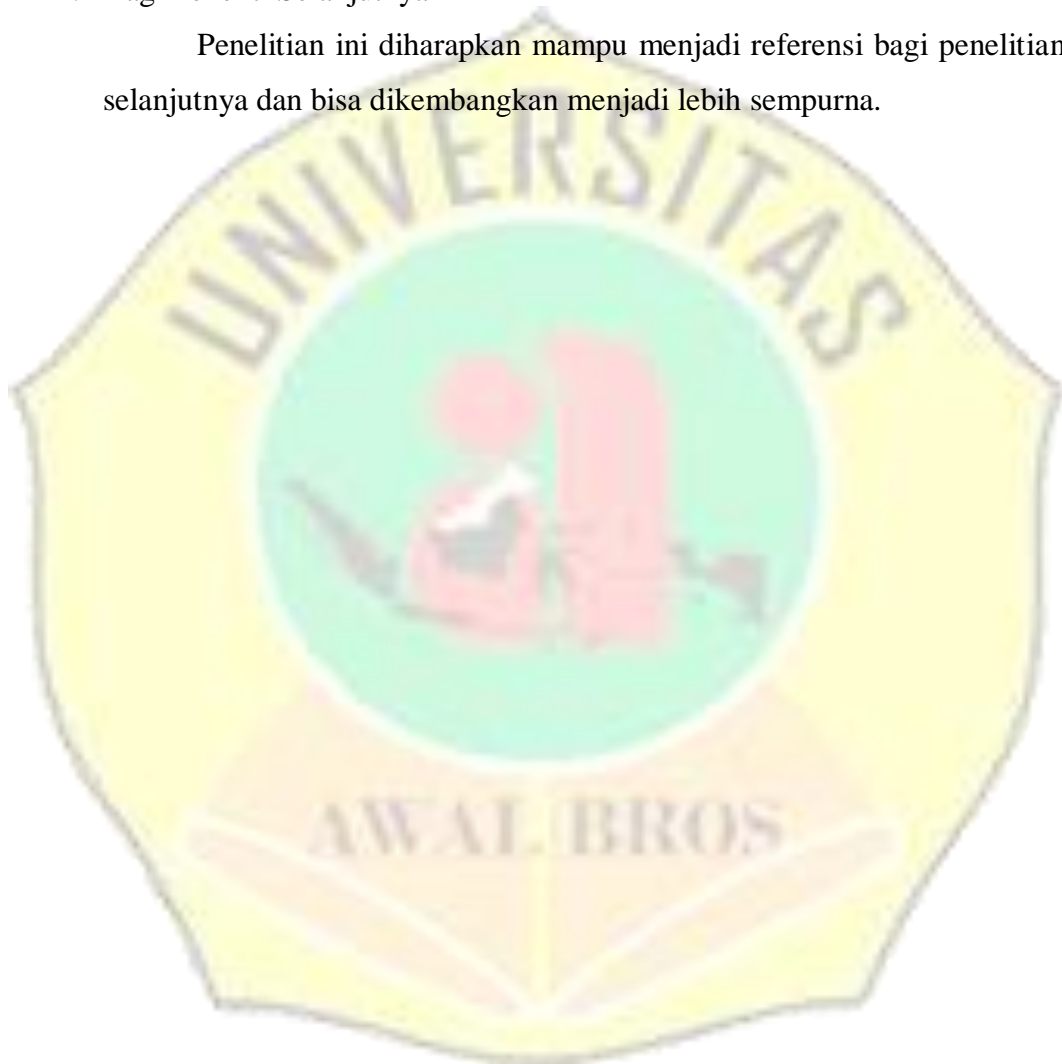 Penelitian ini diharapkan mampu menjadi referensi bagi penelitian
selanjutnya dan bisa dikembangkan menjadi lebih sempurna.
UNIVERSITAS
AWAL BROS